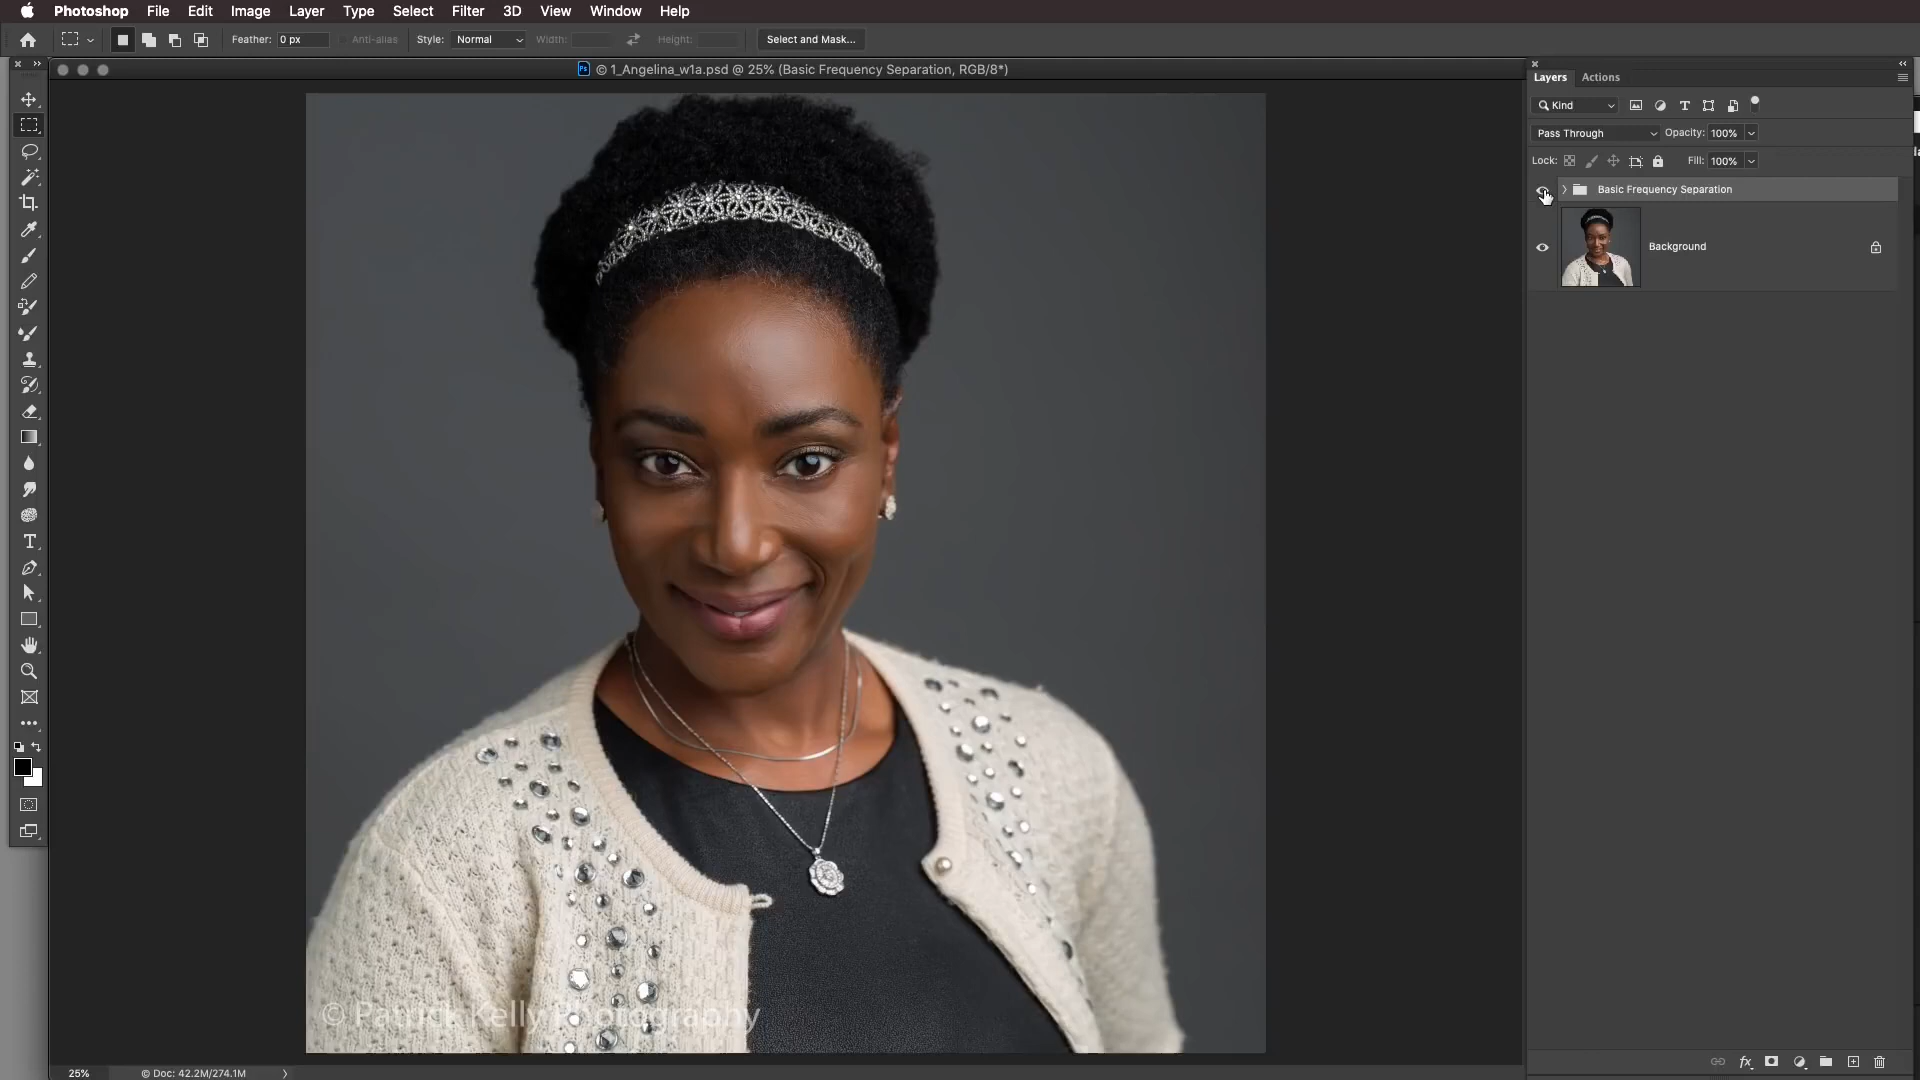 Photoshop File Edit Image Layer Type Select Filter 3D View Window Help
Feather: 0 px Anti-alias Style: Normal Width: Height: Select and Mask...
© 1_Angelina_w1a.psd @ 25% (Basic Frequency Separation, RGB/8*)
Layers Actions
Kind
Pass Through Opacity: 100%
Lock: Fill: 100%
Basic Frequency Separation
Background
© Patrick Kelly Photography
25% © Doc: 42.2M/274.1M